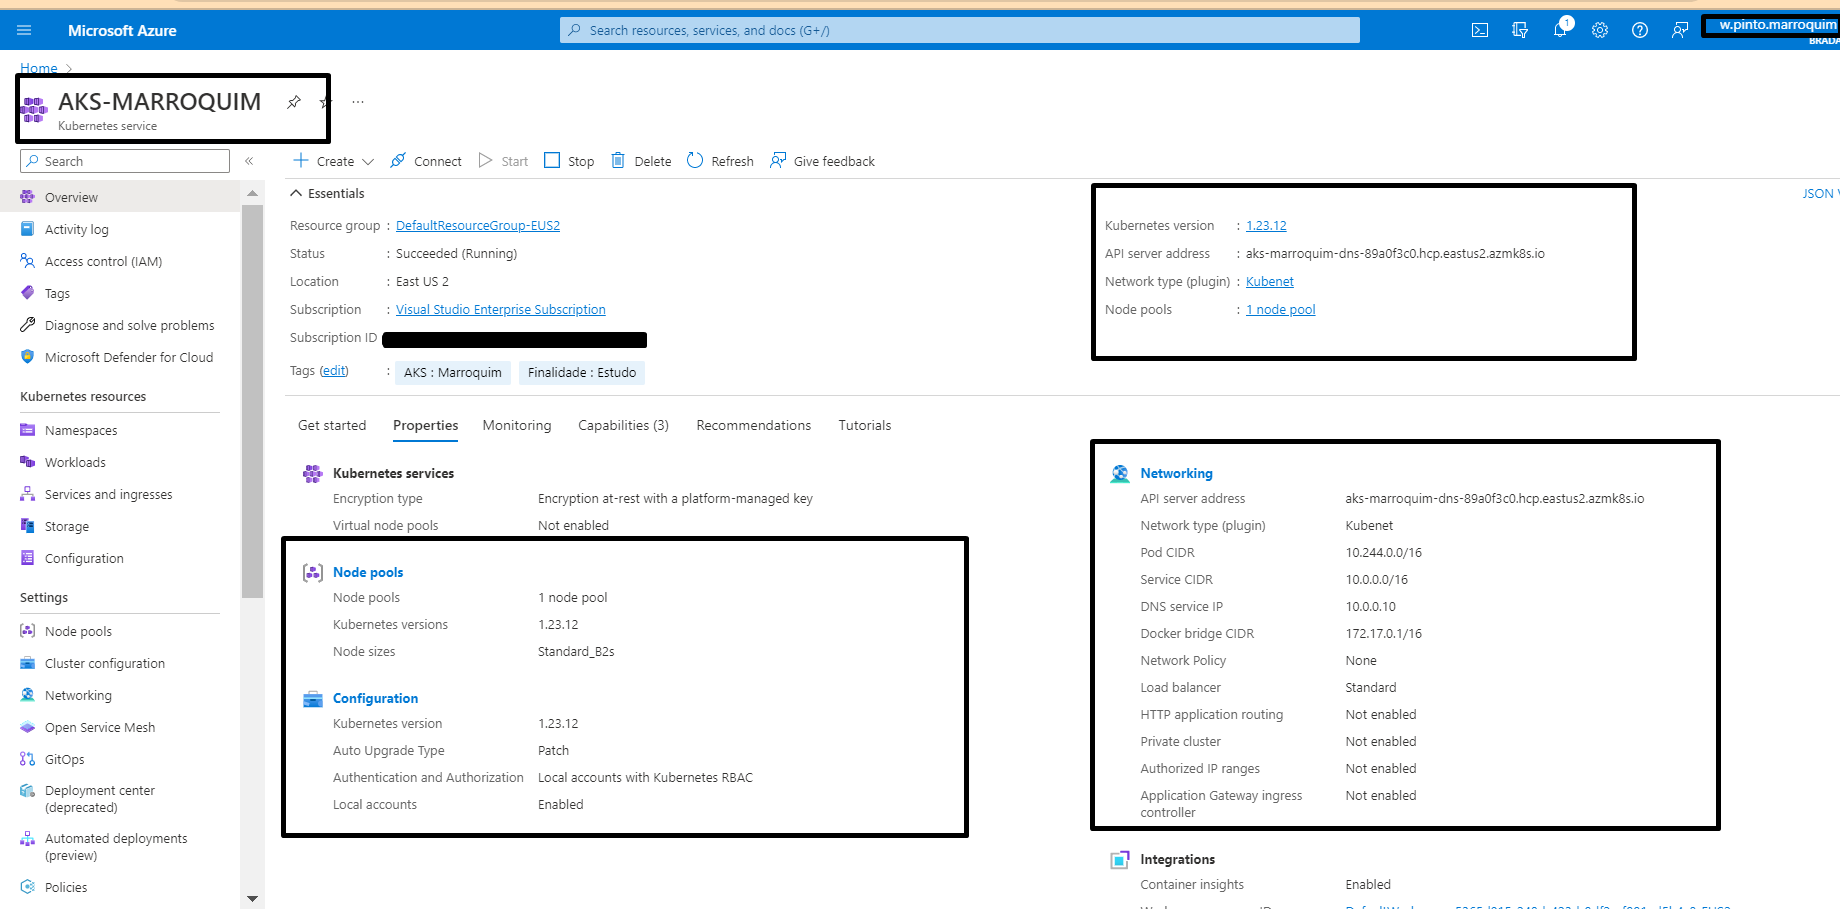 Microsoft Azure
Search resources, services, and docs (G+/)
1
w.pinto.marroquim
Home
AKS-MARROQUIM
Kubernetes service
Search
Create
Connect
Start
Stop
Delete
Refresh
Give feedback
Overview
Activity log
Access control (IAM)
Tags
Diagnose and solve problems
Microsoft Defender for Cloud
Kubernetes resources
Namespaces
Workloads
Services and ingresses
Storage
Configuration
Settings
Node pools
Cluster configuration
Networking
Open Service Mesh
GitOps
Deployment center
(deprecated)
Automated deployments
(preview)
Policies
Essentials
JSON
Resource group : DefaultResourceGroup-EUS2
Status : Succeeded (Running)
Location : East US 2
Subscription : Visual Studio Enterprise Subscription
Subscription ID
Tags (edit) : AKS : Marroquim Finalidade : Estudo
Kubernetes version : 1.23.12
API server address : aks-marroquim-dns-89a0f3c0.hcp.eastus2.azmk8s.io
Network type (plugin) : Kubenet
Node pools : 1 node pool
Get started Properties Monitoring Capabilities (3) Recommendations Tutorials
Kubernetes services
Encryption type Encryption at-rest with a platform-managed key
Virtual node pools Not enabled
Node pools
Node pools 1 node pool
Kubernetes versions 1.23.12
Node sizes Standard_B2s
Configuration
Kubernetes version 1.23.12
Auto Upgrade Type Patch
Authentication and Authorization Local accounts with Kubernetes RBAC
Local accounts Enabled
Networking
API server address aks-marroquim-dns-89a0f3c0.hcp.eastus2.azmk8s.io
Network type (plugin) Kubenet
Pod CIDR 10.244.0.0/16
Service CIDR 10.0.0.0/16
DNS service IP 10.0.0.10
Docker bridge CIDR 172.17.0.1/16
Network Policy None
Load balancer Standard
HTTP application routing Not enabled
Private cluster Not enabled
Authorized IP ranges Not enabled
Application Gateway ingress Not enabled
controller
Integrations
Container insights Enabled